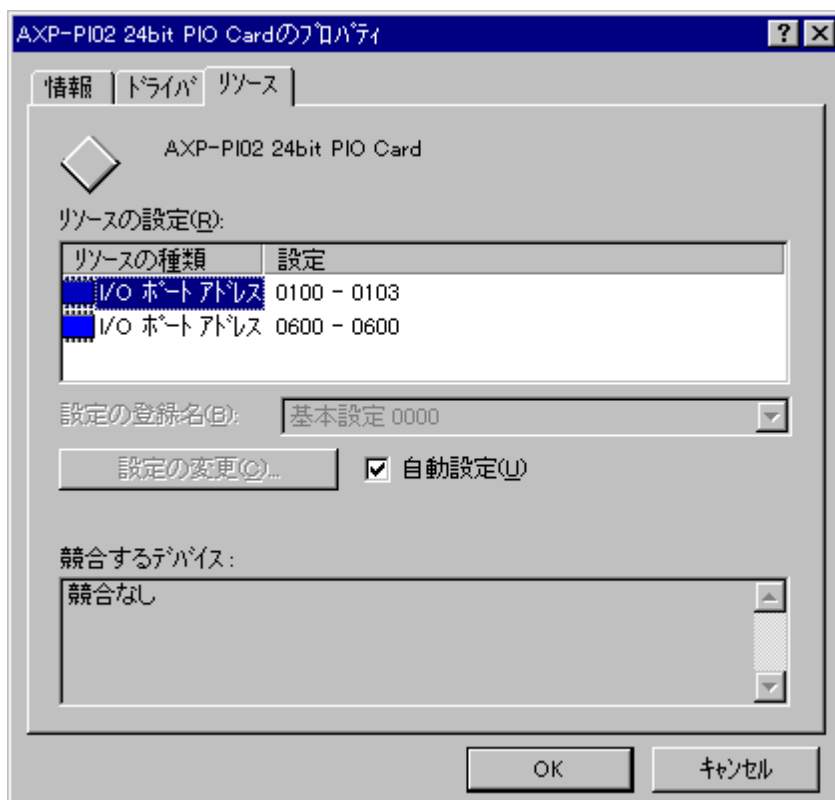 AXP-PI02 24bit PIO Cardのﾌﾟﾛﾊﾟﾃｨ
情報 ﾄﾞﾗｲﾊﾞ ﾘｿｰｽ
AXP-PI02 24bit PIO Card
ﾘｿｰｽの設定(R):
ﾘｿｰｽの種類 設定
I/O ﾎﾟｰﾄ ｱﾄﾞﾚｽ 0100 - 0103
I/O ﾎﾟｰﾄ ｱﾄﾞﾚｽ 0600 - 0600
設定の登録名(B): 基本設定 0000
設定の変更(C)... 自動設定(U)
競合するﾃﾞﾊﾞｲｽ:
競合なし
OK ｷｬﾝｾﾙ